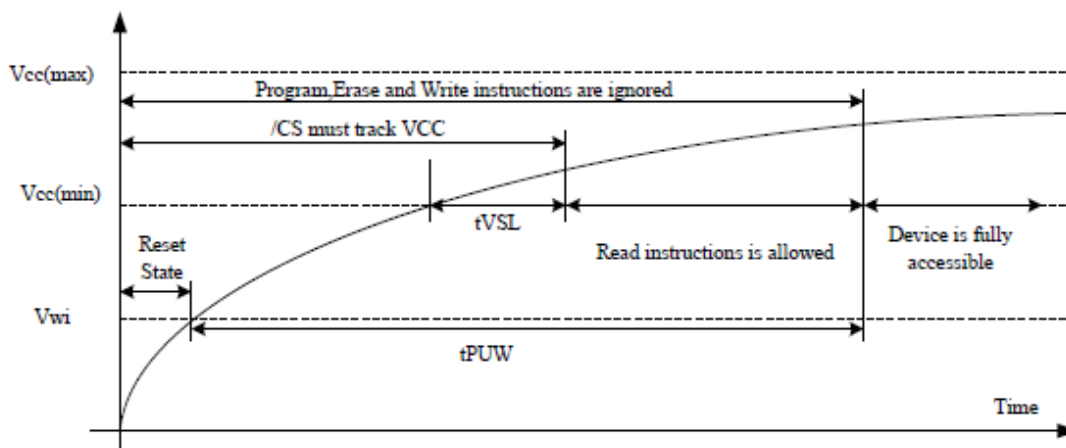 Vcc(max)
Program,Erase and Write instructions are ignored
/CS must track VCC
Vcc(min)
tVSL
Reset
State
Read instructions is allowed
Device is fully
accessible
Vwi
tPUW
Time